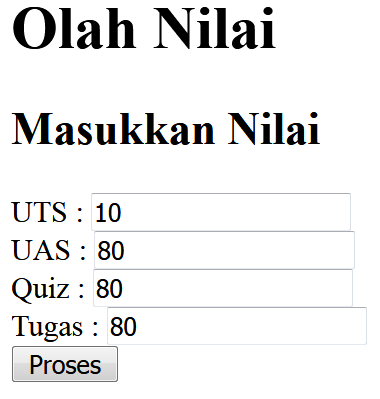 Olah Nilai
Masukkan Nilai
UTS : 10
UAS : 80
Quiz : 80
Tugas : 80
Proses